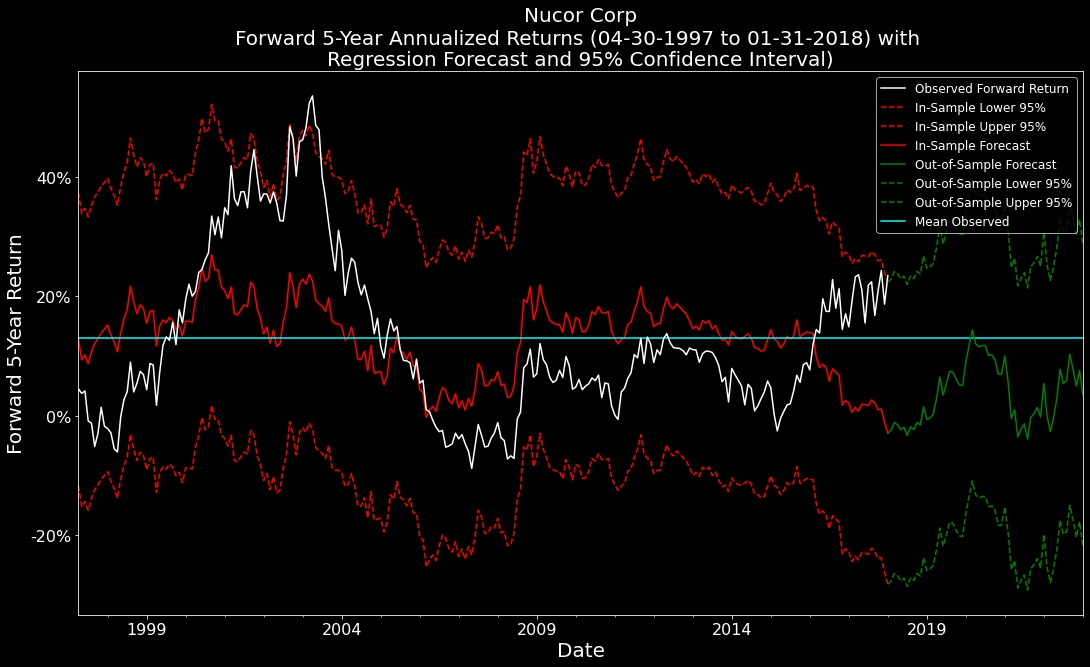 Nucor Corp
Forward 5-Year Annualized Returns (04-30-1997 to 01-31-2018) with
Regression Forecast and 95% Confidence Interval)
Observed Forward Return
In-Sample Lower 95%
In-Sample Upper 95%
In-Sample Forecast
Out-of-Sample Forecast
Out-of-Sample Lower 95%
Out-of-Sample Upper 95%
Mean Observed
Forward 5-Year Return
40%
20%
0%
-20%
1999
2004
2009
2014
2019
Date